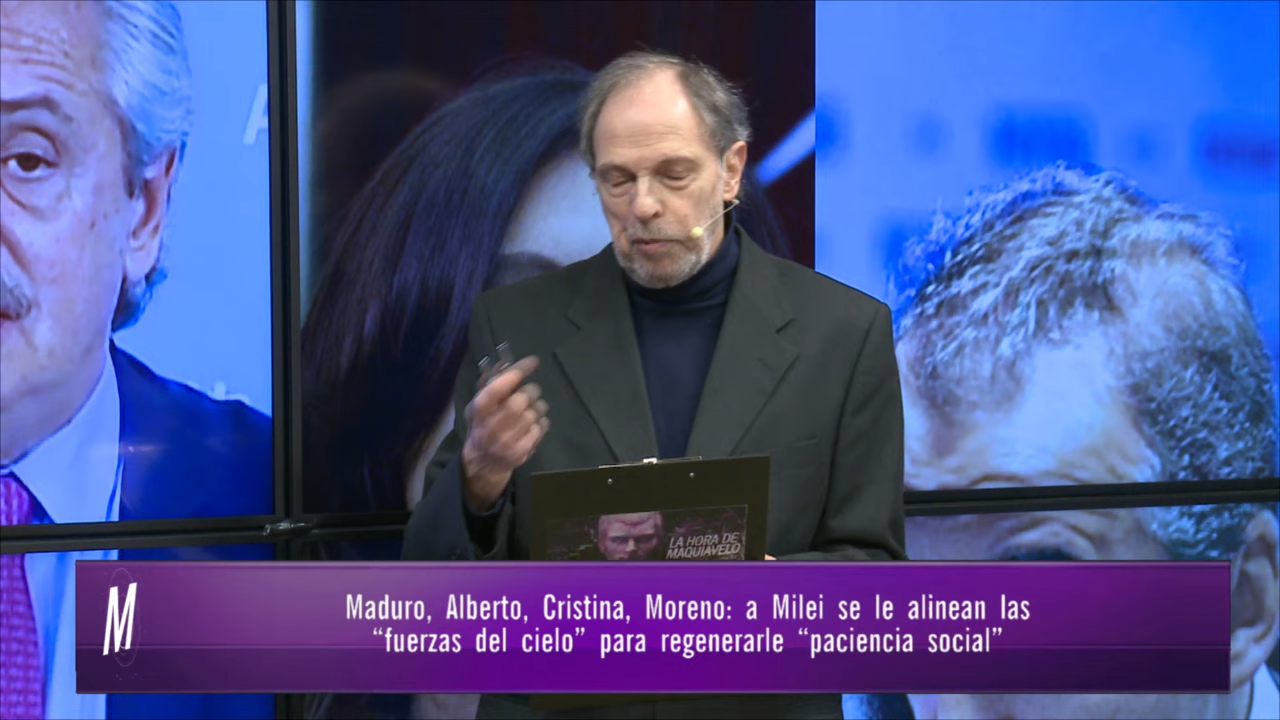 LA HORA DE
MAQUIAVELO
M
Maduro, Alberto, Cristina, Moreno: a Milei se le alinean las
“fuerzas del cielo” para regenerarle “paciencia social”